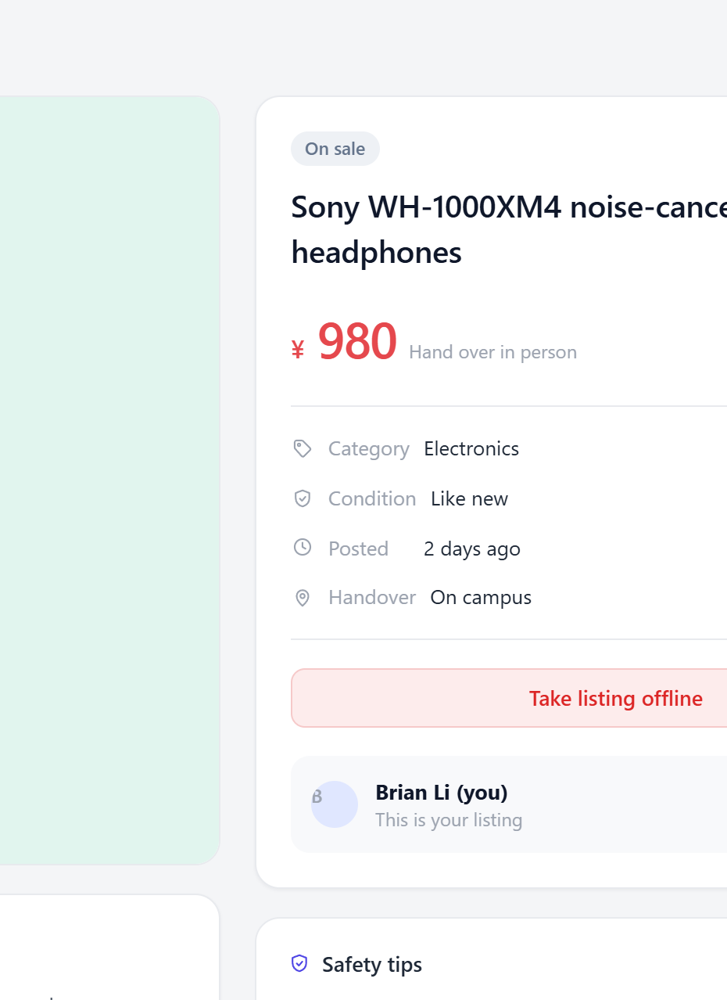 On sale
Sony WH-1000XM4 noise-cance
headphones
¥ 980 Hand over in person
Category Electronics
Condition Like new
Posted 2 days ago
Handover On campus
Take listing offline
B
Brian Li (you)
This is your listing
Safety tips